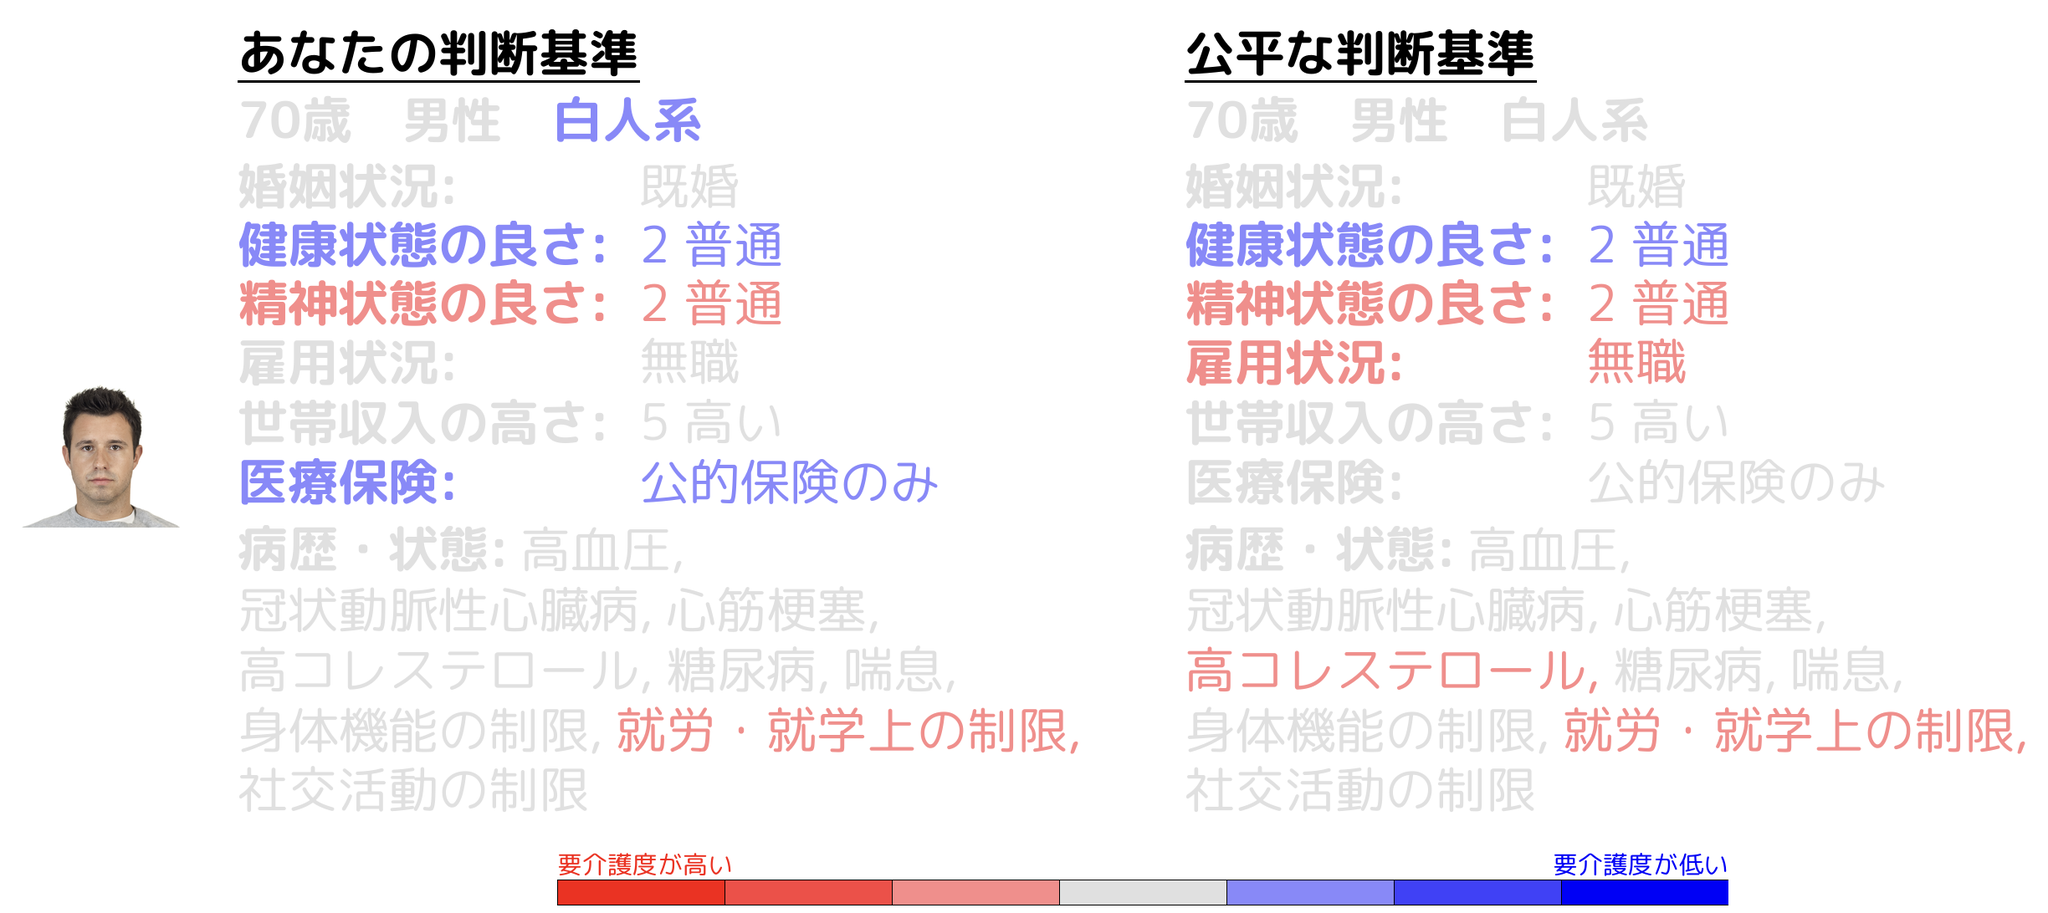 あなたの判断基準
70歳 男性 白人系
婚姻状況: 既婚
健康状態の良さ: 2 普通
精神状態の良さ: 2 普通
雇用状況: 無職
世帯収入の高さ: 5 高い
医療保険: 公的保険のみ
病歴・状態: 高血圧,
冠状動脈性心臓病, 心筋梗塞,
高コレステロール, 糖尿病, 喘息,
身体機能の制限, 就労・就学上の制限,
社交活動の制限
公平な判断基準
70歳 男性 白人系
婚姻状況: 既婚
健康状態の良さ: 2 普通
精神状態の良さ: 2 普通
雇用状況: 無職
世帯収入の高さ: 5 高い
医療保険: 公的保険のみ
病歴・状態: 高血圧,
冠状動脈性心臓病, 心筋梗塞,
高コレステロール, 糖尿病, 喘息,
身体機能の制限, 就労・就学上の制限,
社交活動の制限
要介護度が高い
要介護度が低い